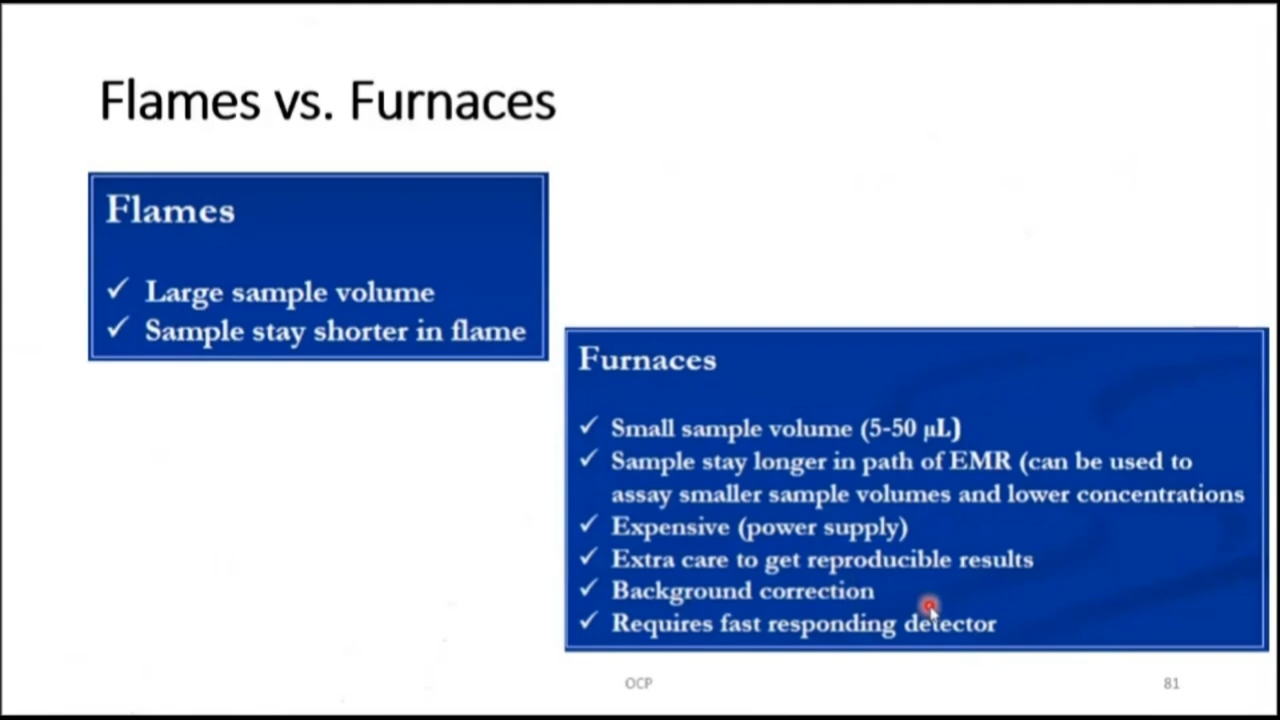 Flames vs. Furnaces
Flames
✓ Large sample volume
✓ Sample stay shorter in flame
Furnaces
✓ Small sample volume (5-50 µL)
✓ Sample stay longer in path of EMR (can be used to
assay smaller sample volumes and lower concentrations
✓ Expensive (power supply)
✓ Extra care to get reproducible results
✓ Background correction
✓ Requires fast responding detector
OCP
81